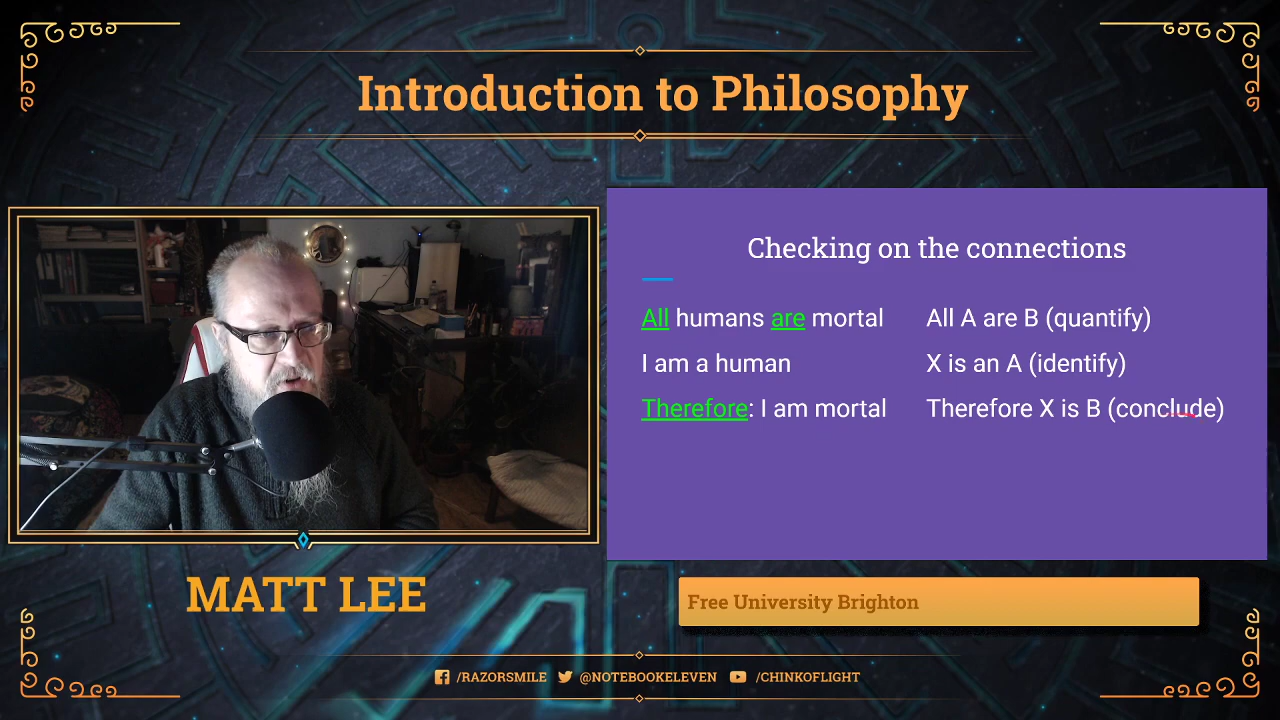 Introduction to Philosophy
Checking on the connections
All humans are mortal
All A are B (quantify)
I am a human
X is an A (identify)
Therefore: I am mortal
Therefore X is B (conclude)
MATT LEE
Free University Brighton
/RAZORSMILE @NOTEBOOKELEVEN /CHINKOFLIGHT